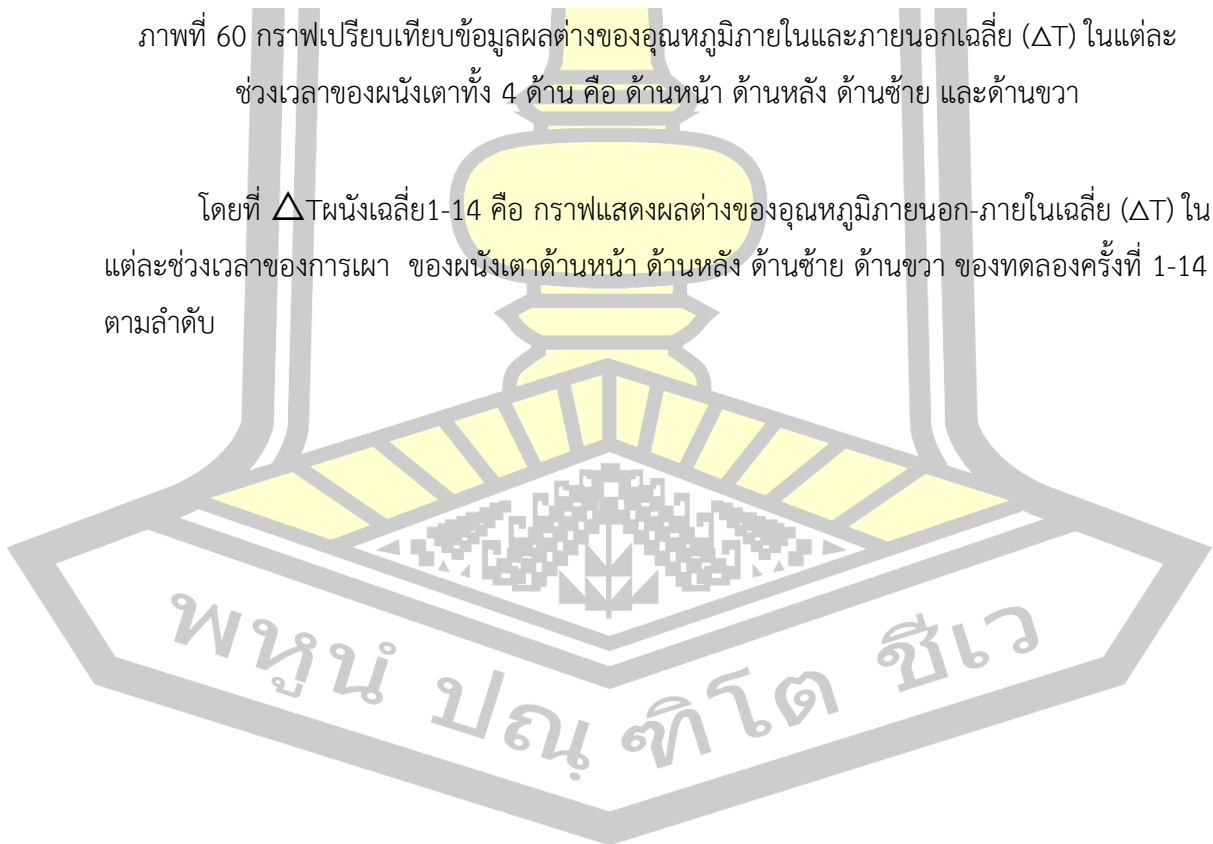 ภาพที่ 60 กราฟเปรียบเทียบข้อมูลผลต่างของอุณหภูมิภายในและภายนอกเฉลี่ย (△T) ในแต่ละ
ช่วงเวลาของผนังเตาทั้ง 4 ด้าน คือ ด้านหน้า ด้านหลัง ด้านซ้าย และด้านขวา
โดยที่ △Tผนังเฉลี่ย1-14 คือ กราฟแสดงผลต่างของอุณหภูมิภายนอก-ภายในเฉลี่ย (△T) ใน
แต่ละช่วงเวลาของการเผา ของผนังเตาด้านหน้า ด้านหลัง ด้านซ้าย ด้านขวา ของทดลองครั้งที่ 1-14
ตามลำดับ
พหูนํ ปณฺฑิโต ชีเว